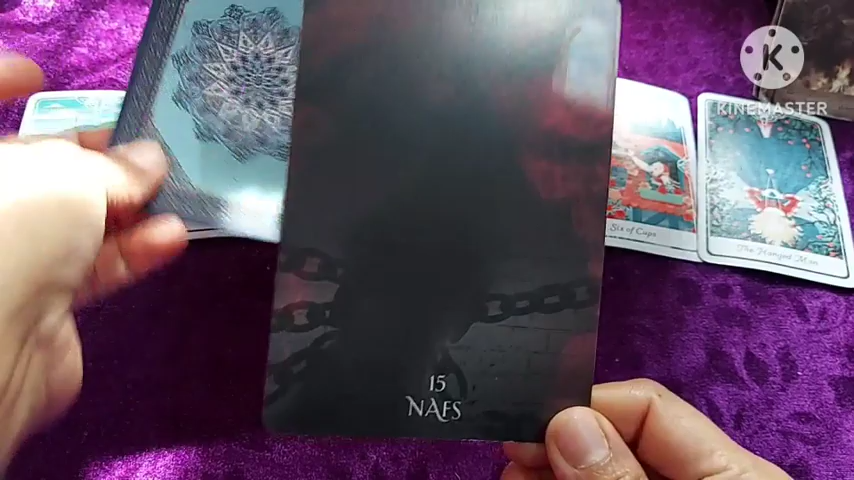 K
KINEMASTER
Six of Cups
The Hanged Man
15
NAFS